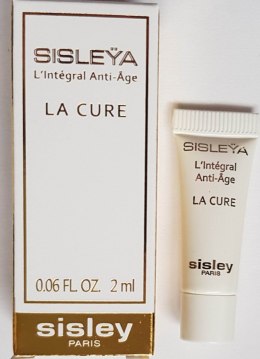 SISLEŸA
L'Intégral Anti-Âge
LA CURE
0.06 FL. OZ. 2 ml
sisley
PARIS
SISLEŸA
L'Intégral
Anti-Âge
LA CURE
sisley
PARIS